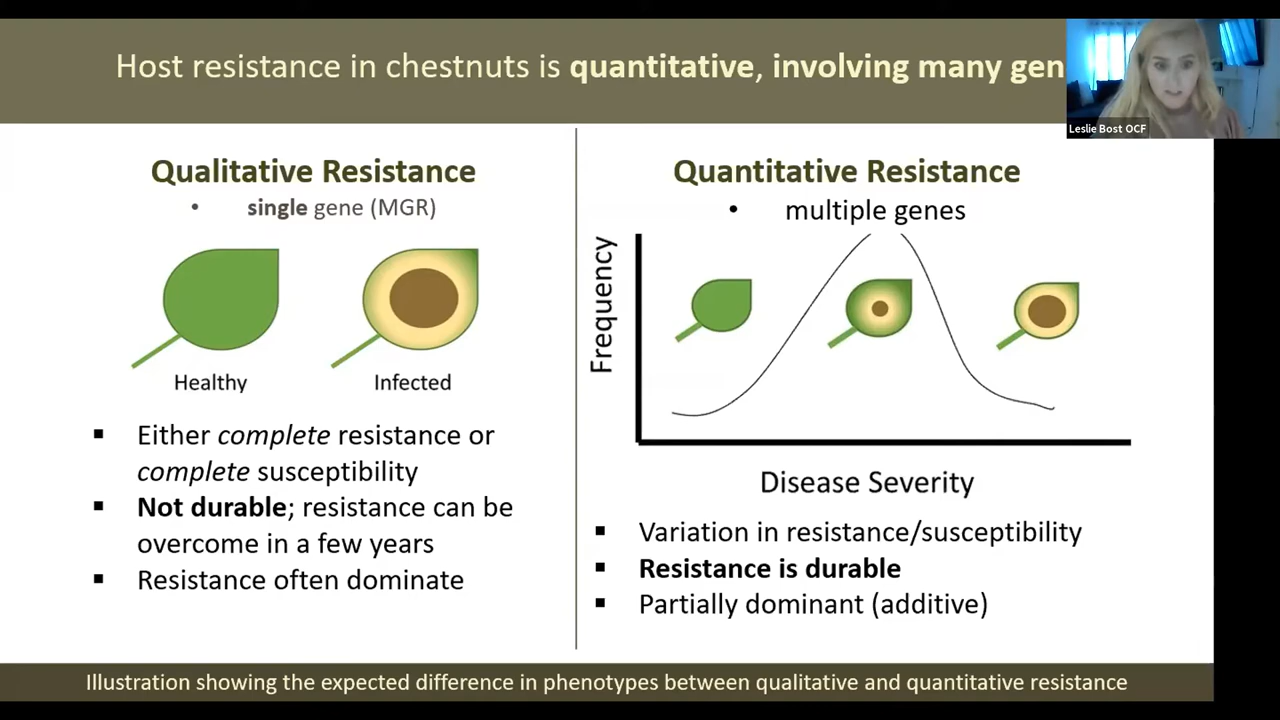 Host resistance in chestnuts is quantitative, involving many gen
Leslie Bost OCF
Qualitative Resistance
• single gene (MGR)
Healthy
Infected
▪ Either complete resistance or
complete susceptibility
▪ Not durable; resistance can be
overcome in a few years
▪ Resistance often dominate
Quantitative Resistance
• multiple genes
Frequency
Disease Severity
▪ Variation in resistance/susceptibility
▪ Resistance is durable
▪ Partially dominant (additive)
Illustration showing the expected difference in phenotypes between qualitative and quantitative resistance